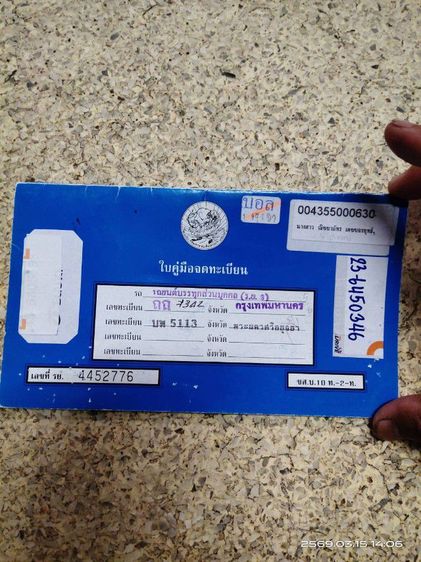 บอล
004355000630
ใบคู่มือจดทะเบียน
รถ รถยนต์บรรทุกส่วนบุคคล (ร.ย. 3)
เลขทะเบียน ถถ 7382 จังหวัด กรุงเทพมหานคร
เลขทะเบียน บท 5113 จังหวัด พระนครศรีอยุธยา
เลขทะเบียน จังหวัด
เลขทะเบียน จังหวัด
เลขที่ รย. 4452776
ขส.บ.10 ท.-2-ท.
23 6450346
2569.03.15 14:06